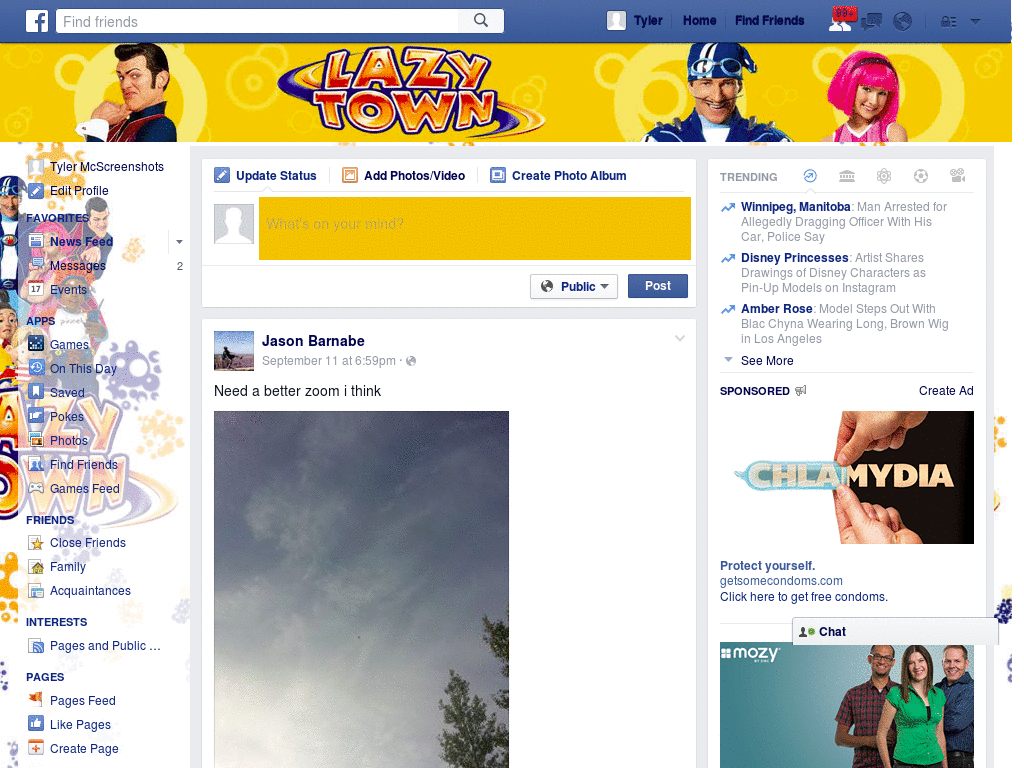 Find friends
Tyler
Home
Find Friends
99+
LAZY
TOWN
Tyler McScreenshots
Edit Profile
FAVORITES
News Feed
Messages
2
17
Events
APPS
Games
On This Day
Saved
Pokes
Photos
Find Friends
Games Feed
FRIENDS
Close Friends
Family
Acquaintances
INTERESTS
Pages and Public ...
PAGES
Pages Feed
Like Pages
Create Page
Update Status
Add Photos/Video
Create Photo Album
What's on your mind?
Public
Post
Jason Barnabe
September 11 at 6:59pm ·
Need a better zoom i think
TRENDING
Winnipeg, Manitoba: Man Arrested for
Allegedly Dragging Officer With His
Car, Police Say
Disney Princesses: Artist Shares
Drawings of Disney Characters as
Pin-Up Models on Instagram
Amber Rose: Model Steps Out With
Blac Chyna Wearing Long, Brown Wig
in Los Angeles
See More
SPONSORED
Create Ad
CHLAMYDIA
Protect yourself.
getsomecondoms.com
Click here to get free condoms.
Chat
mozy
BY EMC